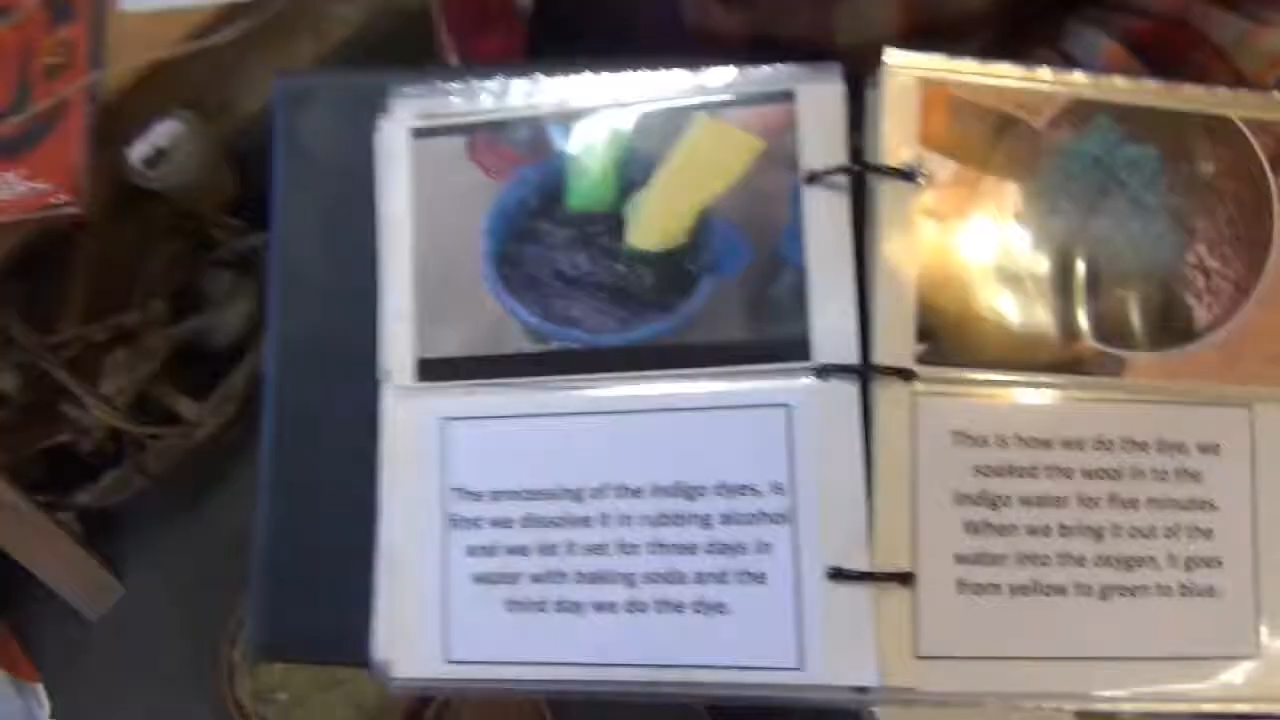 The processing of the indigo dyes, is
first we dissolve it in rubbing alcohol
and we let it set for three days in
water with baking soda and the
third day we do the dye.
This is how we do the dye, we
soaked the wool in to the
indigo water for five minutes.
When we bring it out of the
water into the oxygen, it goes
from yellow to green to blue.